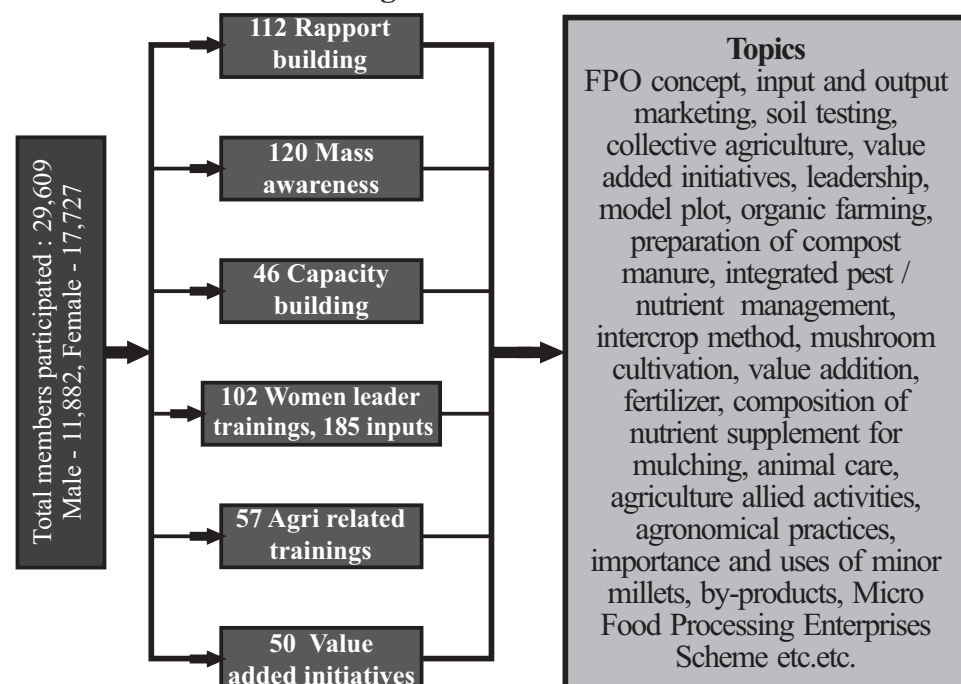 Total members participated : 29,609
Male - 11,882, Female - 17,727
112 Rapport
building
120 Mass
awareness
46 Capacity
building
102 Women leader
trainings, 185 inputs
57 Agri related
trainings
50 Value
added initiatives
Topics
FPO concept, input and output
marketing, soil testing,
collective agriculture, value
added initiatives, leadership,
model plot, organic farming,
preparation of compost
manure, integrated pest /
nutrient management,
intercrop method, mushroom
cultivation, value addition,
fertilizer, composition of
nutrient supplement for
mulching, animal care,
agriculture allied activities,
agronomical practices,
importance and uses of minor
millets, by-products, Micro
Food Processing Enterprises
Scheme etc.etc.